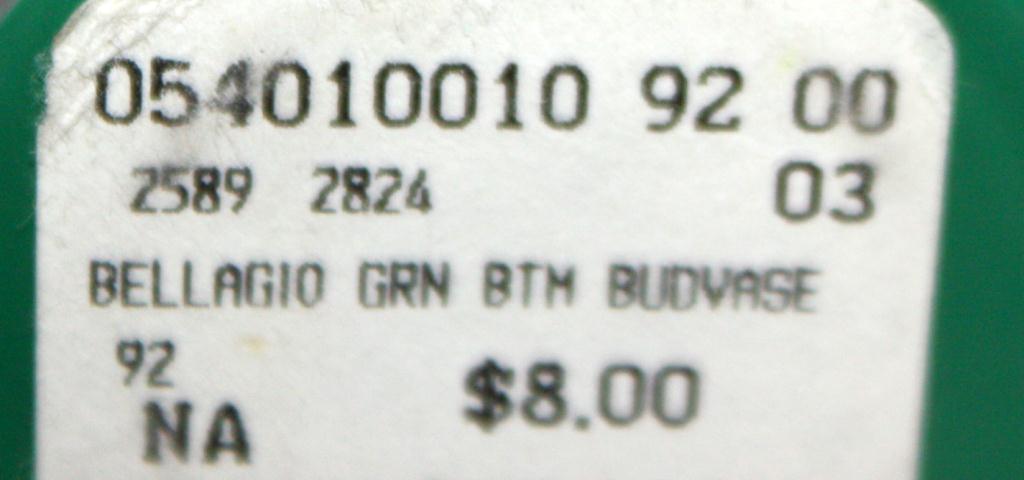 054010010 92 00
2589 2824 03
BELLAGIO GRN BTM BUDVASE
92
NA $8.00